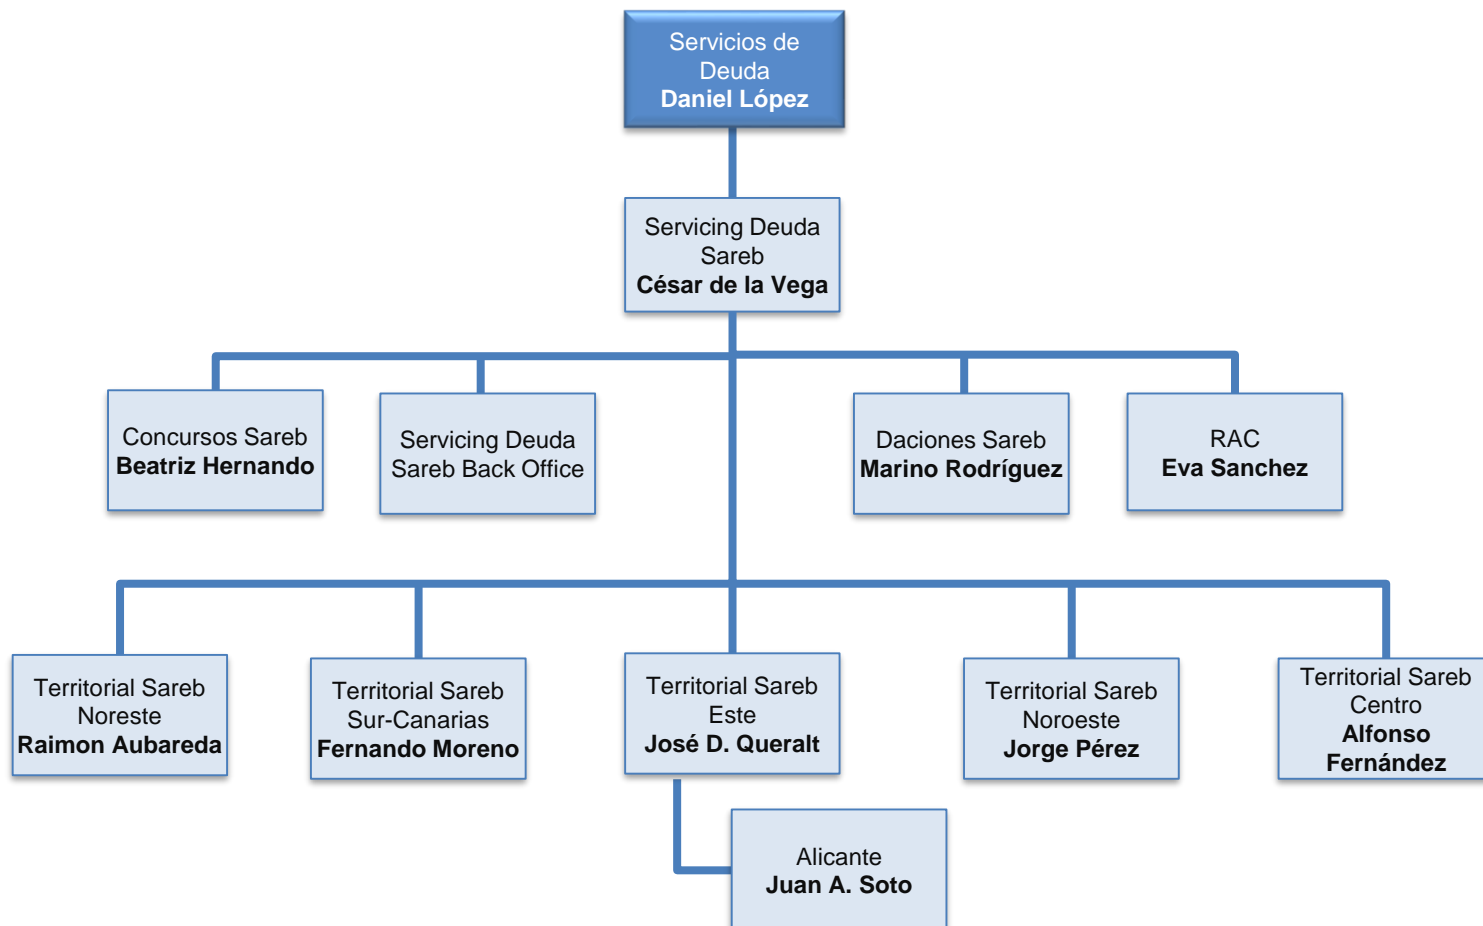 Servicios de
Deuda
Daniel López
Servicing Deuda
Sareb
César de la Vega
Concursos Sareb
Beatriz Hernando
Servicing Deuda
Sareb Back Office
Daciones Sareb
Marino Rodríguez
RAC
Eva Sanchez
Territorial Sareb
Noreste
Raimon Aubareda
Territorial Sareb
Sur-Canarias
Fernando Moreno
Territorial Sareb
Este
José D. Queralt
Territorial Sareb
Noroeste
Jorge Pérez
Territorial Sareb
Centro
Alfonso
Fernández
Alicante
Juan A. Soto